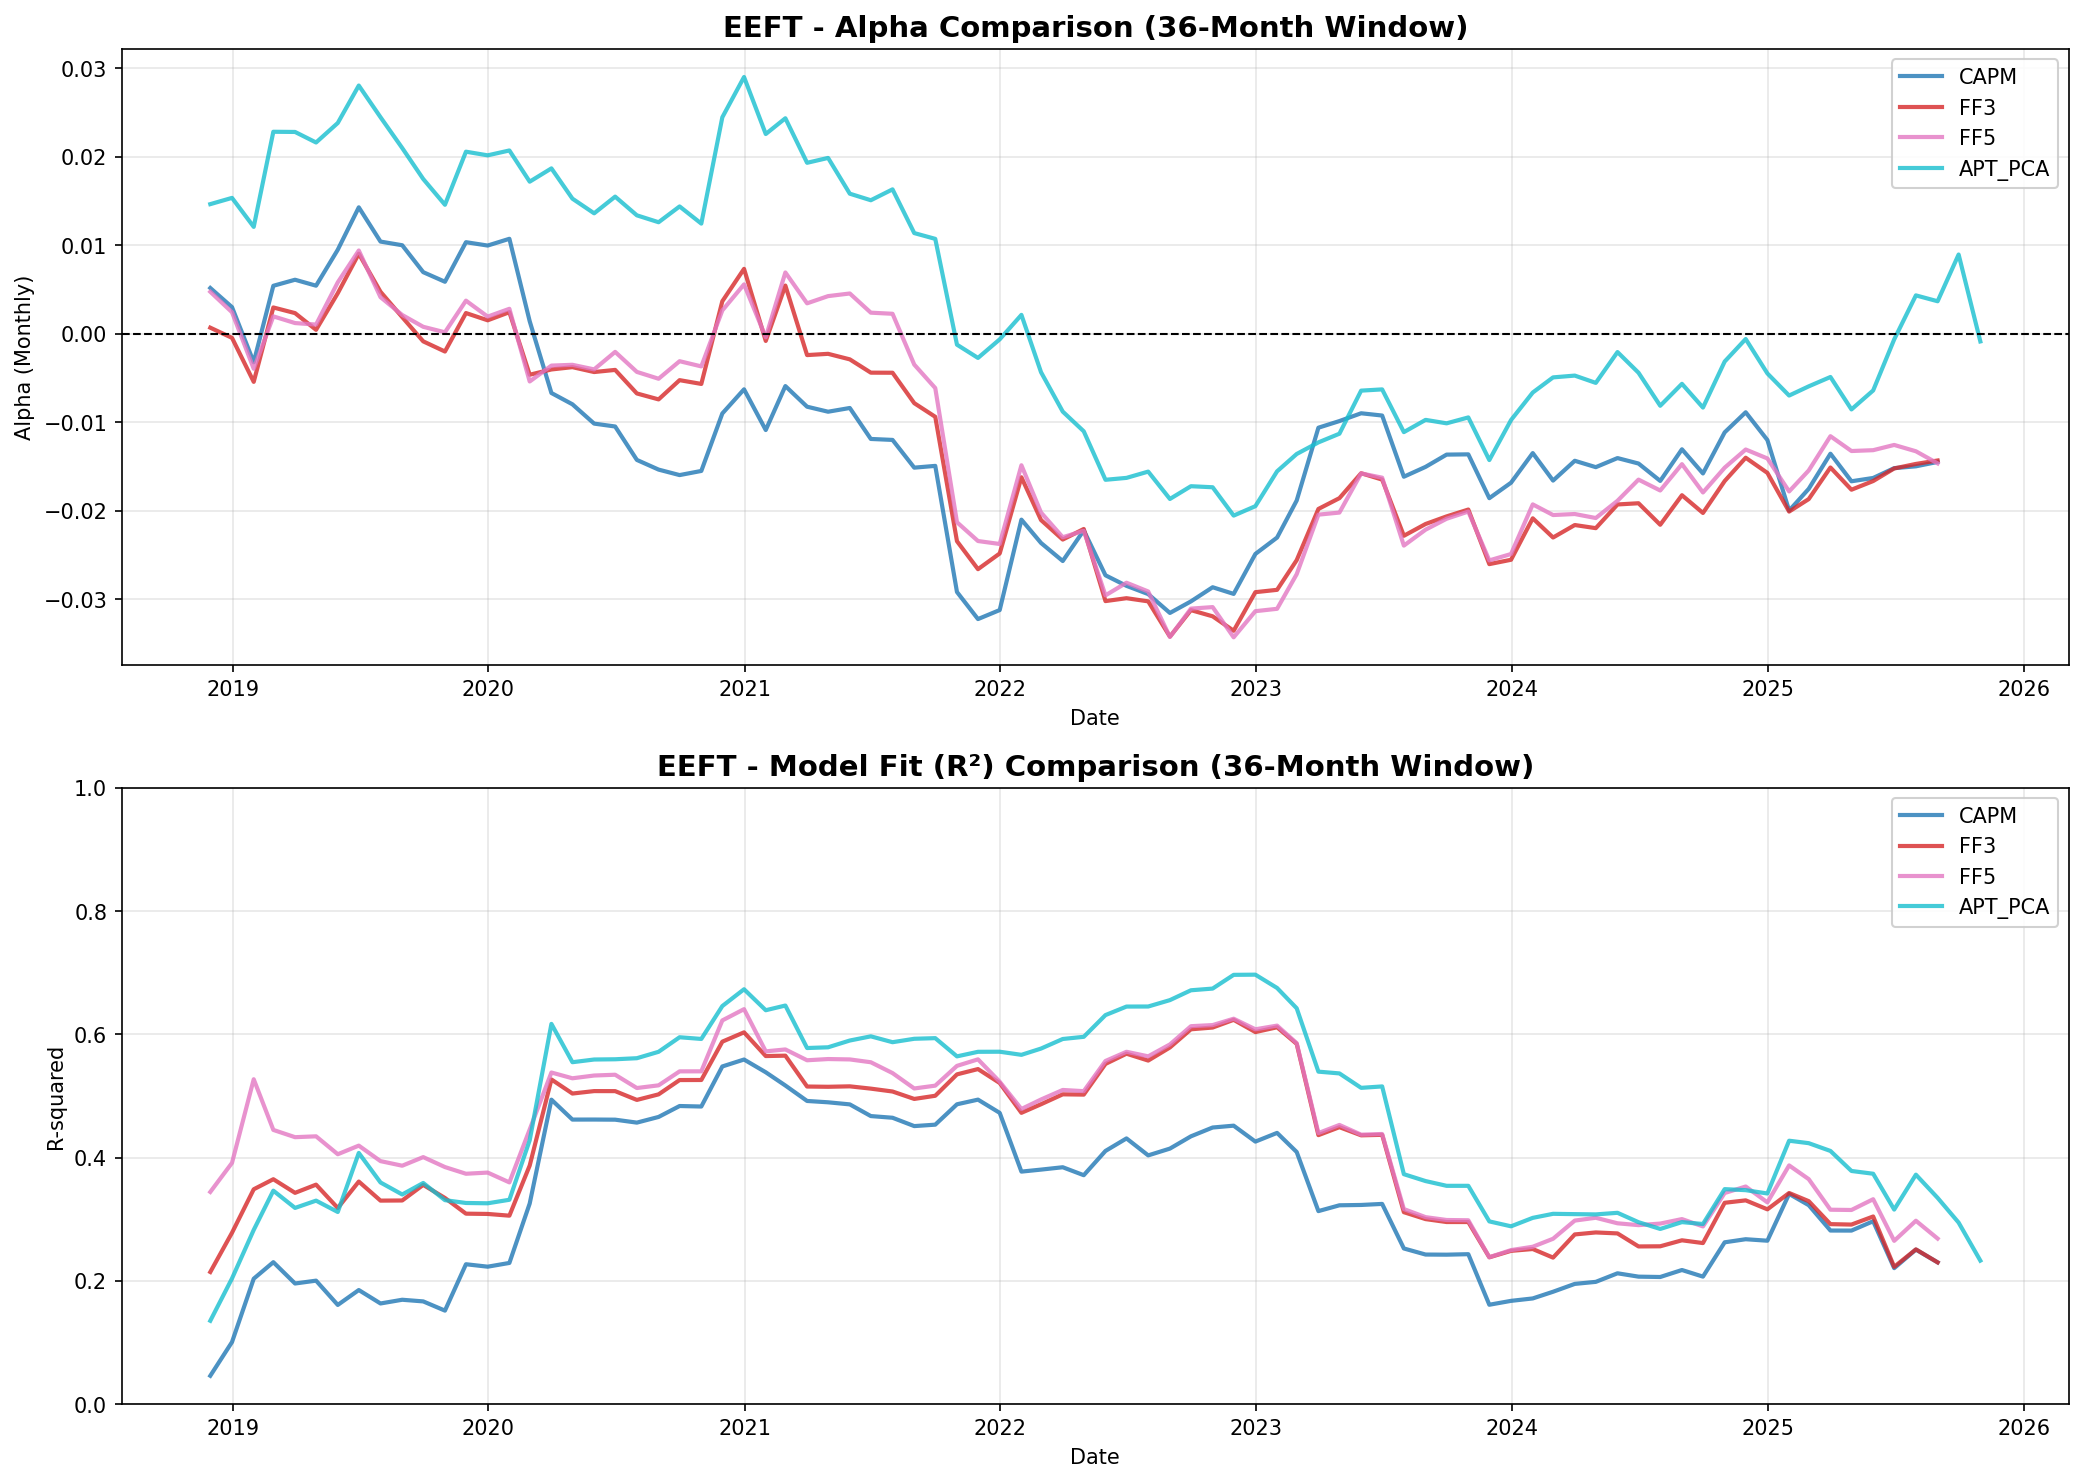 EEFT - Alpha Comparison (36-Month Window)
CAPM
FF3
FF5
APT_PCA
Alpha (Monthly)
0.03
0.02
0.01
0.00
−0.01
−0.02
−0.03
2019 2020 2021 2022 2023 2024 2025 2026
Date
EEFT - Model Fit (R²) Comparison (36-Month Window)
CAPM
FF3
FF5
APT_PCA
R-squared
1.0
0.8
0.6
0.4
0.2
0.0
2019 2020 2021 2022 2023 2024 2025 2026
Date